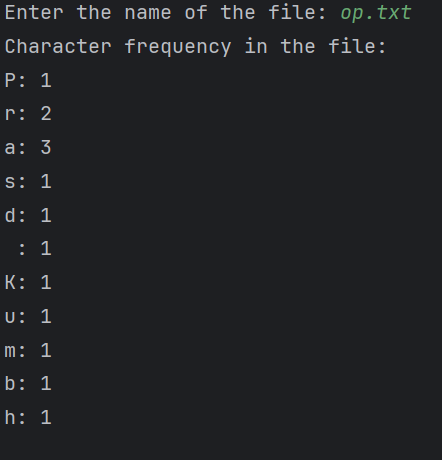 Enter the name of the file: op.txt
Character frequency in the file:
P: 1
r: 2
a: 3
s: 1
d: 1
 : 1
K: 1
u: 1
m: 1
b: 1
h: 1